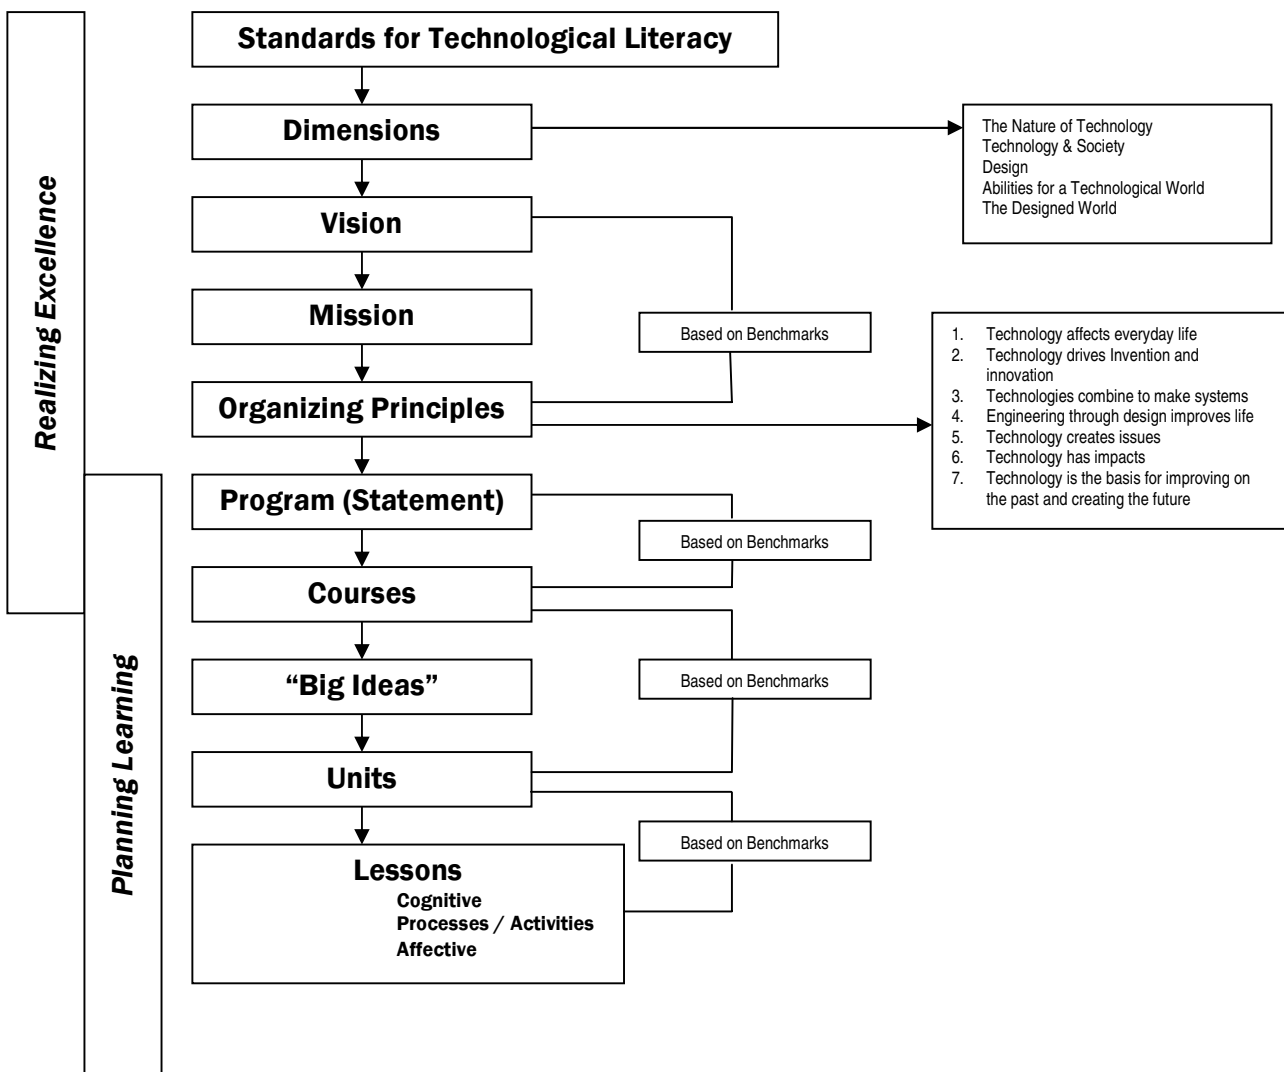 Standards for Technological Literacy
Dimensions
The Nature of Technology
Technology & Society
Design
Abilities for a Technological World
The Designed World
Vision
Mission
Based on Benchmarks
Organizing Principles
1. Technology affects everyday life
2. Technology drives Invention and
innovation
3. Technologies combine to make systems
4. Engineering through design improves life
5. Technology creates issues
6. Technology has impacts
7. Technology is the basis for improving on
the past and creating the future
Realizing Excellence
Program (Statement)
Based on Benchmarks
Courses
“Big Ideas”
Based on Benchmarks
Units
Based on Benchmarks
Lessons
Cognitive
Processes / Activities
Affective
Planning Learning